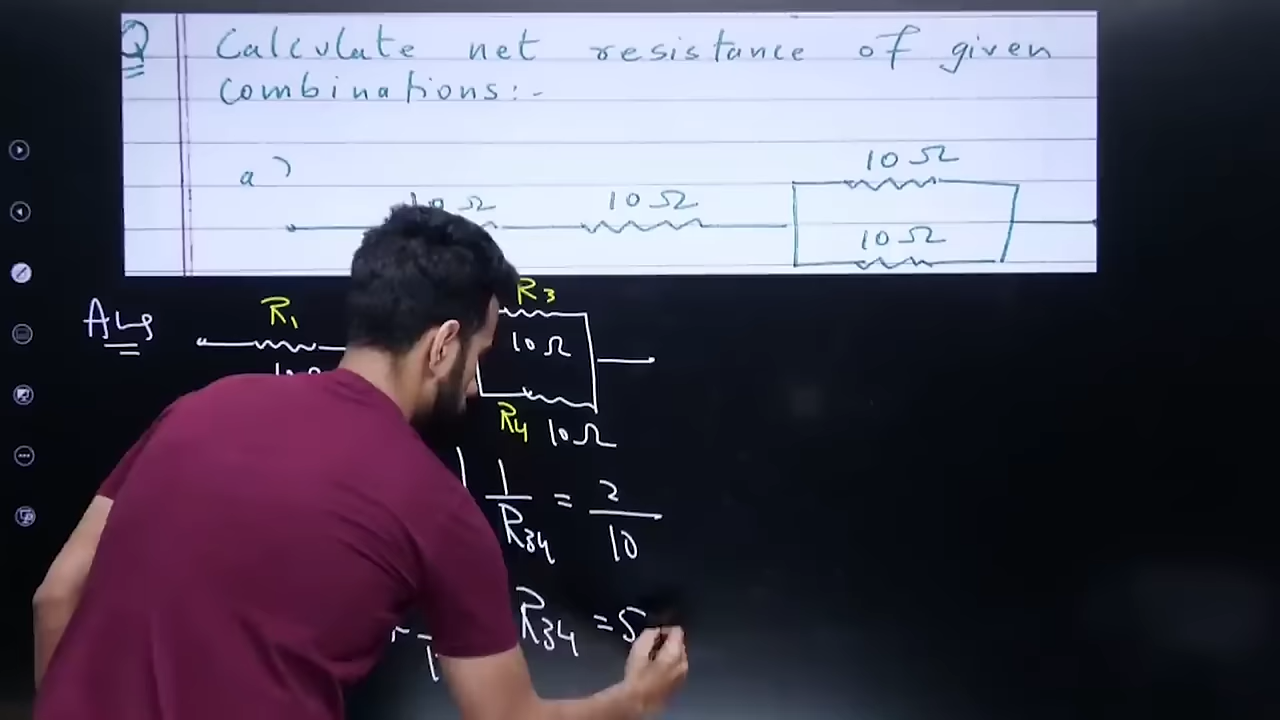 Q Calculate net resistance of given
combinations:-
a)
10 Ω 10 Ω 10 Ω
10 Ω
Ans
R1 R3
10 Ω
R4 10 Ω
1/R34 = 2/10
R34 = 5